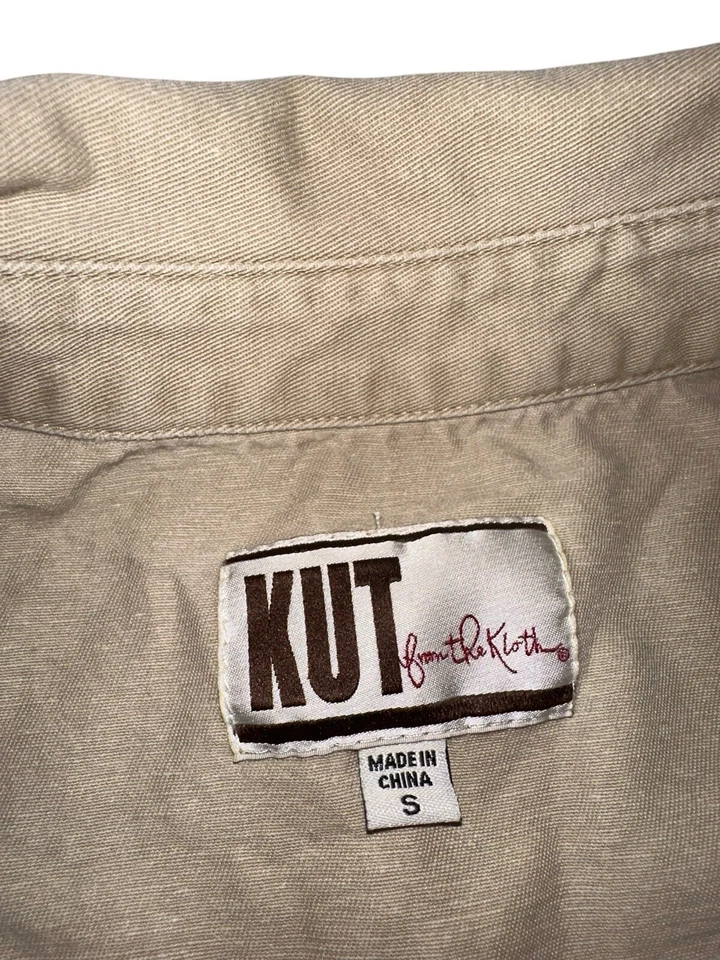 KUT from the Kloth®
MADE IN
CHINA
S